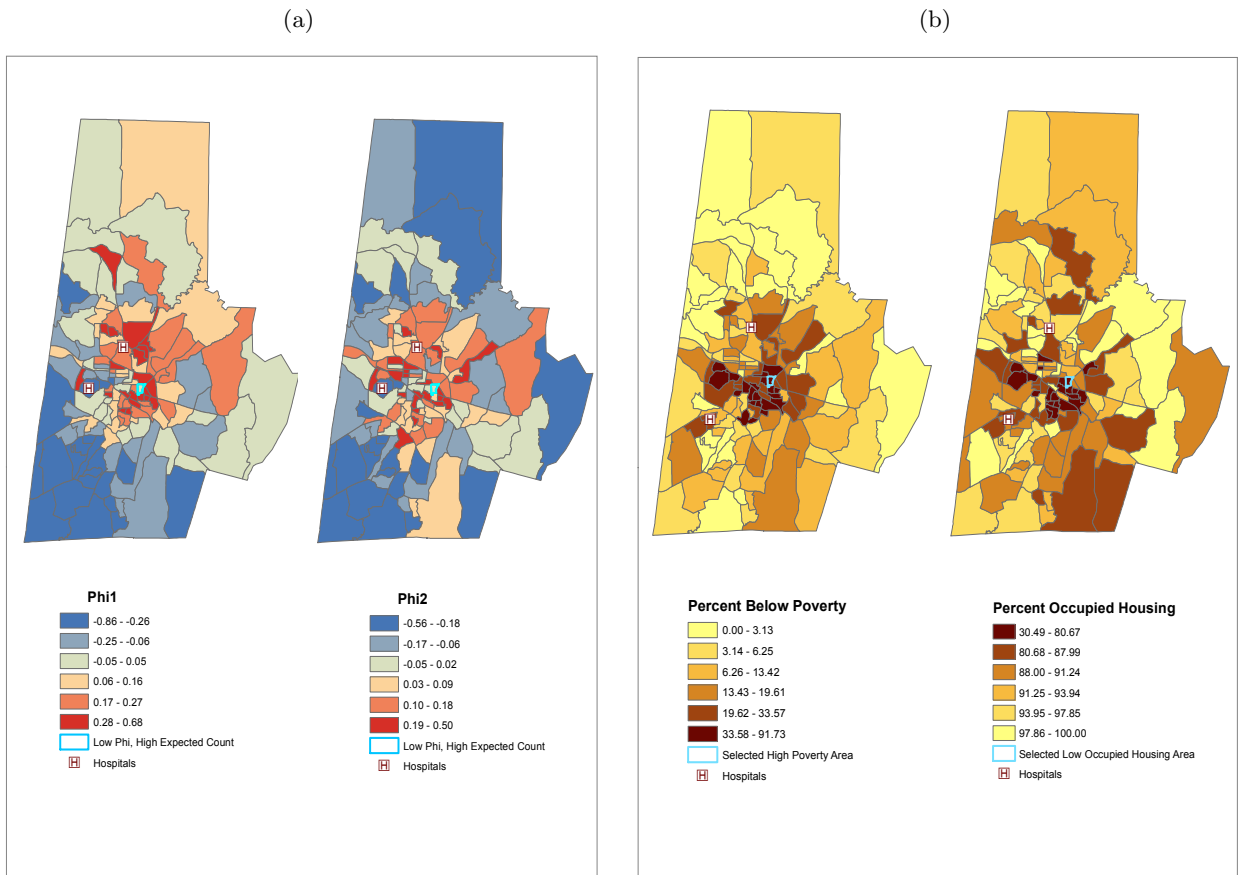 (a)
(b)
H
H
H
H
H
H
H
H
Phi1
-0.86 - -0.26
-0.25 - -0.06
-0.05 - 0.05
0.06 - 0.16
0.17 - 0.27
0.28 - 0.68
Low Phi, High Expected Count
H Hospitals
Phi2
-0.56 - -0.18
-0.17 - -0.06
-0.05 - 0.02
0.03 - 0.09
0.10 - 0.18
0.19 - 0.50
Low Phi, High Expected Count
H Hospitals
Percent Below Poverty
0.00 - 3.13
3.14 - 6.25
6.26 - 13.42
13.43 - 19.61
19.62 - 33.57
33.58 - 91.73
Selected High Poverty Area
H Hospitals
Percent Occupied Housing
30.49 - 80.67
80.68 - 87.99
88.00 - 91.24
91.25 - 93.94
93.95 - 97.85
97.86 - 100.00
Selected Low Occupied Housing Area
H Hospitals